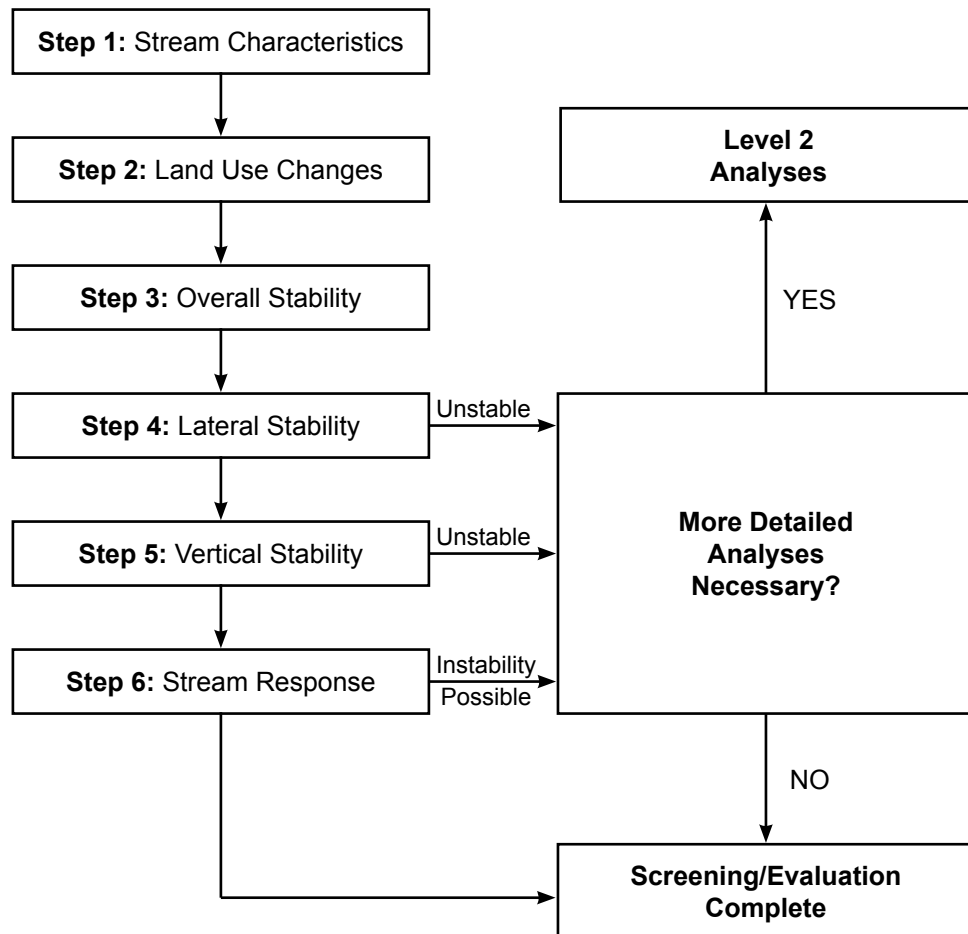 Step 1: Stream Characteristics
Step 2: Land Use Changes
Level 2
Analyses
Step 3: Overall Stability
YES
Step 4: Lateral Stability
Unstable
Step 5: Vertical Stability
Unstable
More Detailed
Analyses
Necessary?
Step 6: Stream Response
Instability
Possible
NO
Screening/Evaluation
Complete